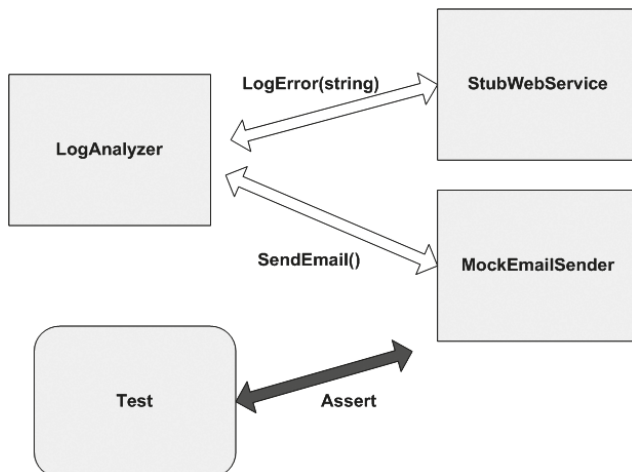 LogError(string)
StubWebService
LogAnalyzer
SendEmail()
MockEmailSender
Test
Assert